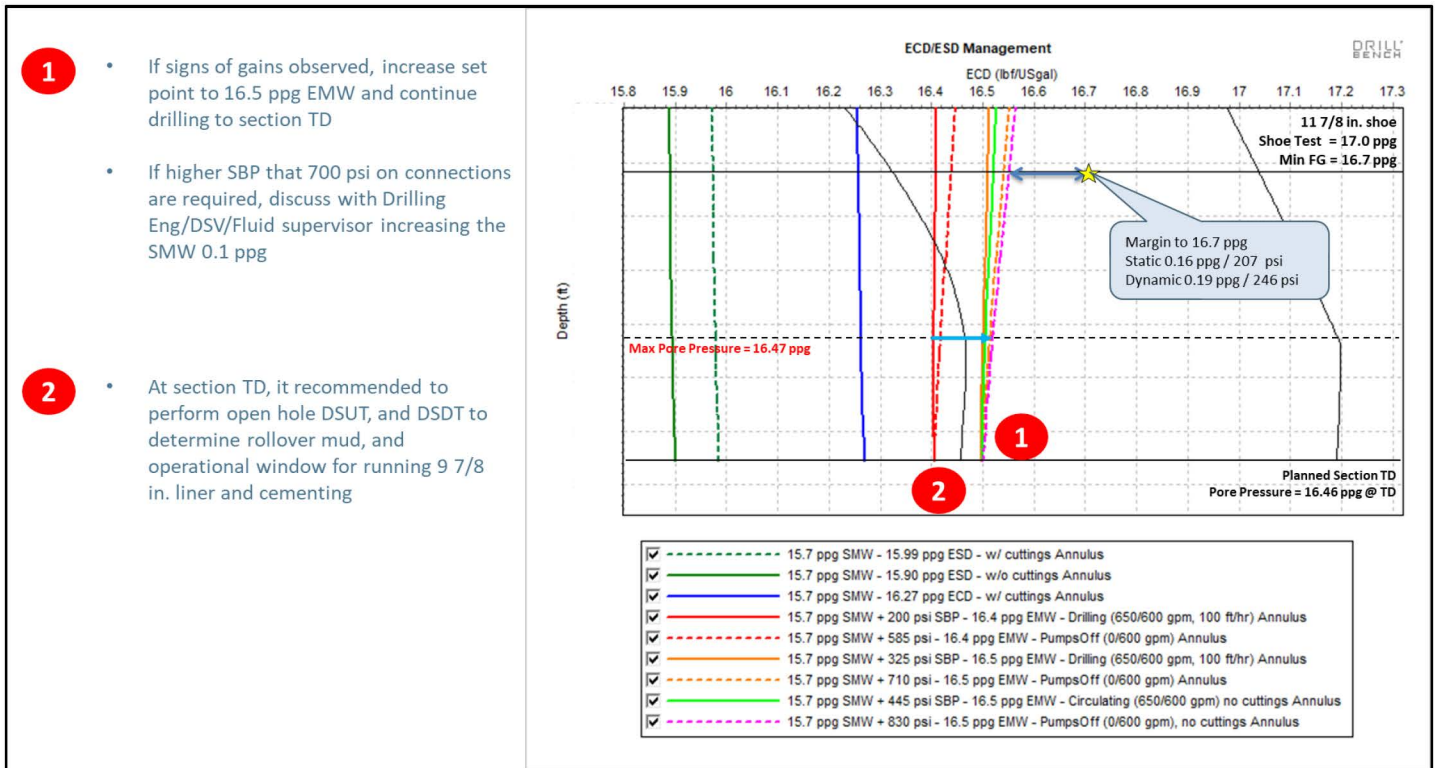 1
• If signs of gains observed, increase set
point to 16.5 ppg EMW and continue
drilling to section TD
• If higher SBP that 700 psi on connections
are required, discuss with Drilling
Eng/DSV/Fluid supervisor increasing the
SMW 0.1 ppg
2
• At section TD, it recommended to
perform open hole DSUT, and DSDT to
determine rollover mud, and
operational window for running 9 7/8
in. liner and cementing
ECD/ESD Management
DRILL
BENCH
ECD (lbf/USgal)
15.8 15.9 16 16.1 16.2 16.3 16.4 16.5 16.6 16.7 16.8 16.9 17 17.1 17.2 17.3
11 7/8 in. shoe
Shoe Test = 17.0 ppg
Min FG = 16.7 ppg
Margin to 16.7 ppg
Static 0.16 ppg / 207 psi
Dynamic 0.19 ppg / 246 psi
Depth (ft)
Max Pore Pressure = 16.47 ppg
1
2
Planned Section TD
Pore Pressure = 16.46 ppg @ TD
15.7 ppg SMW - 15.99 ppg ESD - w/ cuttings Annulus
15.7 ppg SMW - 15.90 ppg ESD - w/o cuttings Annulus
15.7 ppg SMW - 16.27 ppg ECD - w/ cuttings Annulus
15.7 ppg SMW + 200 psi SBP - 16.4 ppg EMW - Drilling (650/600 gpm, 100 ft/hr) Annulus
15.7 ppg SMW + 585 psi - 16.4 ppg EMW - PumpsOff (0/600 gpm) Annulus
15.7 ppg SMW + 325 psi SBP - 16.5 ppg EMW - Drilling (650/600 gpm, 100 ft/hr) Annulus
15.7 ppg SMW + 710 psi - 16.5 ppg EMW - PumpsOff (0/600 gpm) Annulus
15.7 ppg SMW + 445 psi SBP - 16.5 ppg EMW - Circulating (650/600 gpm) no cuttings Annulus
15.7 ppg SMW + 830 psi - 16.5 ppg EMW - PumpsOff (0/600 gpm), no cuttings Annulus